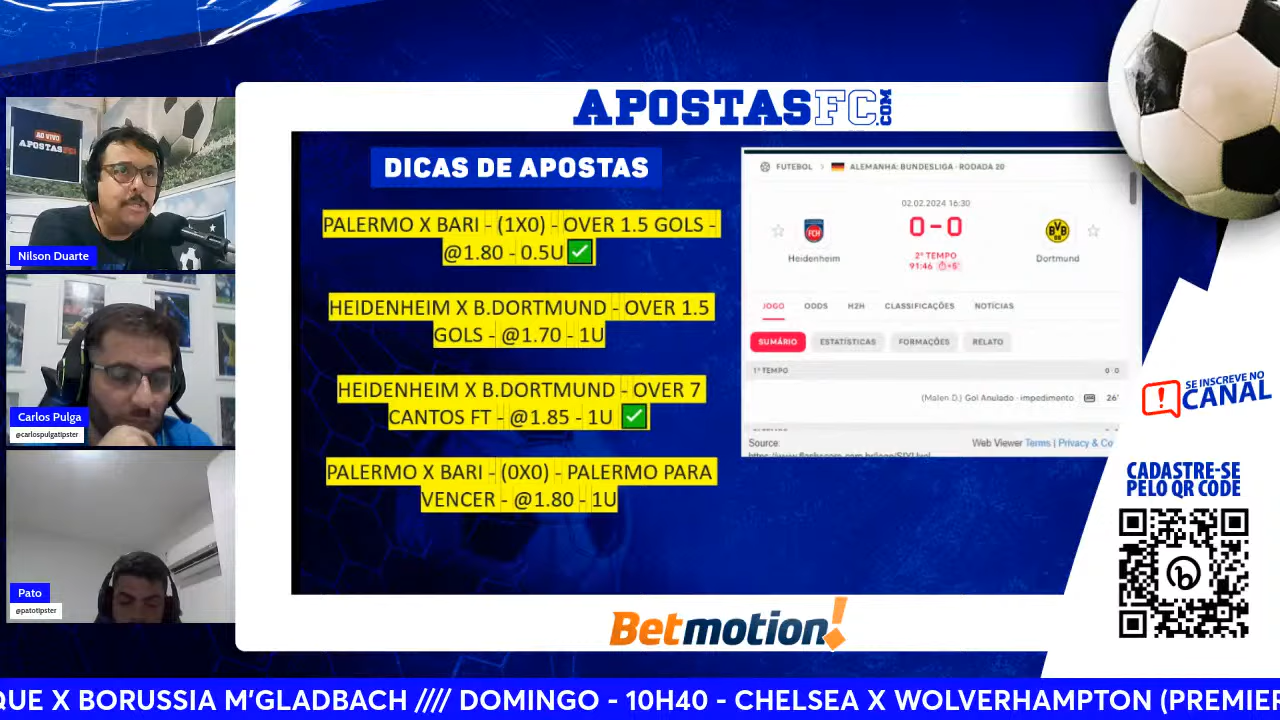 APOSTASFC.COM
DICAS DE APOSTAS
PALERMO X BARI - (1X0) - OVER 1.5 GOLS -
@1.80 - 0.5U ✅
HEIDENHEIM X B.DORTMUND - OVER 1.5
GOLS - @1.70 - 1U
HEIDENHEIM X B.DORTMUND - OVER 7
CANTOS FT - @1.85 - 1U ✅
PALERMO X BARI - (0X0) - PALERMO PARA
VENCER - @1.80 - 1U
FUTEBOL > ALEMANHA: BUNDESLIGA - RODADA 20
02.02.2024 16:30
0-0
FCH
BVB 09
Heidenheim
Dortmund
2º TEMPO
91:46 +5'
JOGO ODDS H2H CLASSIFICAÇÕES NOTÍCIAS
SUMÁRIO ESTATÍSTICAS FORMAÇÕES RELATO
1º TEMPO 0 0
(Malen D.) Gol Anulado - impedimento 26'
Source:
Web Viewer Terms | Privacy & Co
AO VIVO
APOSTASFC
Nilson Duarte
Carlos Pulga
@carlospulgatipster
Pato
@patotipster
SE INSCREVE NO
CANAL
CADASTRE-SE
PELO QR CODE
Betmotion!
QUE X BORUSSIA M'GLADBACH //// DOMINGO - 10H40 - CHELSEA X WOLVERHAMPTON (PREMIER